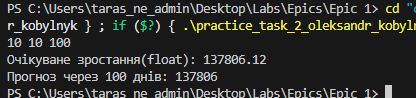 PS C:\Users\taras_ne_admin\Desktop\Labs\Epics\Epic 1> cd "c
r_kobylnyk } ; if ($?) { .\practice_task_2_oleksandr_kobyln
10 10 100
Очікуване зростання(float): 137806.12
Прогноз через 100 днів: 137806
PS C:\Users\taras_ne_admin\Desktop\Labs\Epics\Epic 1>